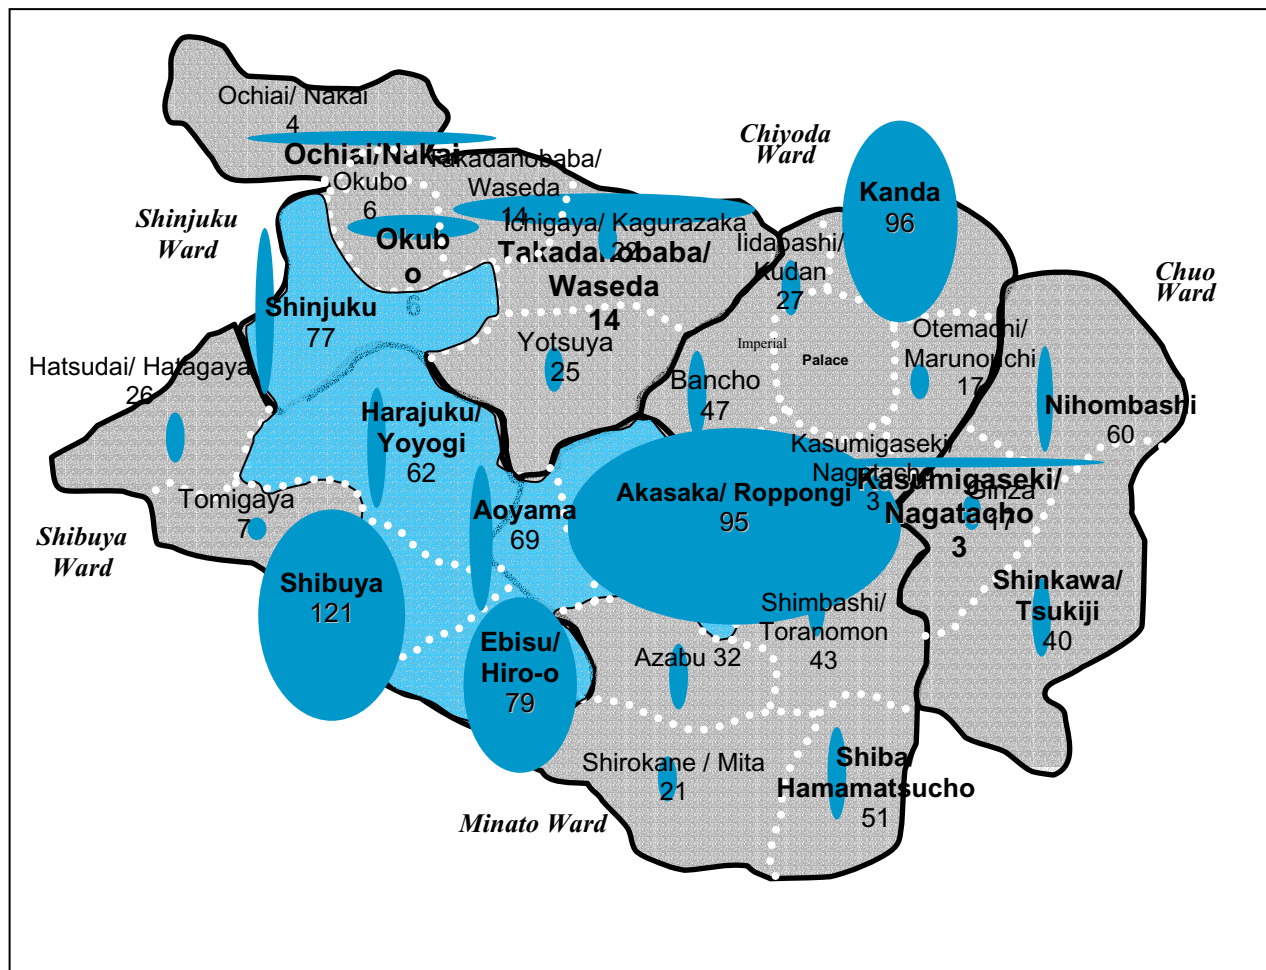 Ochiai/ Nakai
4
Ochiai/Nakai
Takadanobaba/
Waseda
14
Okubo
6
Okub
o
6
Ichigaya/ Kagurazaka
22
Takadanobaba/
Waseda
14
Chiyoda
Ward
Kanda
96
Shinjuku
Ward
Iidabashi/
Kudan
27
Chuo
Ward
Shinjuku
77
Yotsuya
25
Imperial
Palace
Otemachi/
Marunouchi
17
Hatsudai/ Hatagaya
26
Bancho
47
Harajuku/
Yoyogi
62
Nihombashi
60
Kasumigaseki/
Nagatacho
3
Kasumigaseki/
Nagatacho
3
Ginza
17
Tomigaya
7
Akasaka/ Roppongi
95
Aoyama
69
Shibuya
Ward
Shibuya
121
Shinkawa/
Tsukiji
40
Shimbashi/
Toranomon
43
Ebisu/
Hiro-o
79
Azabu 32
Shirokane / Mita
21
Shiba/
Hamamatsucho
51
Minato Ward